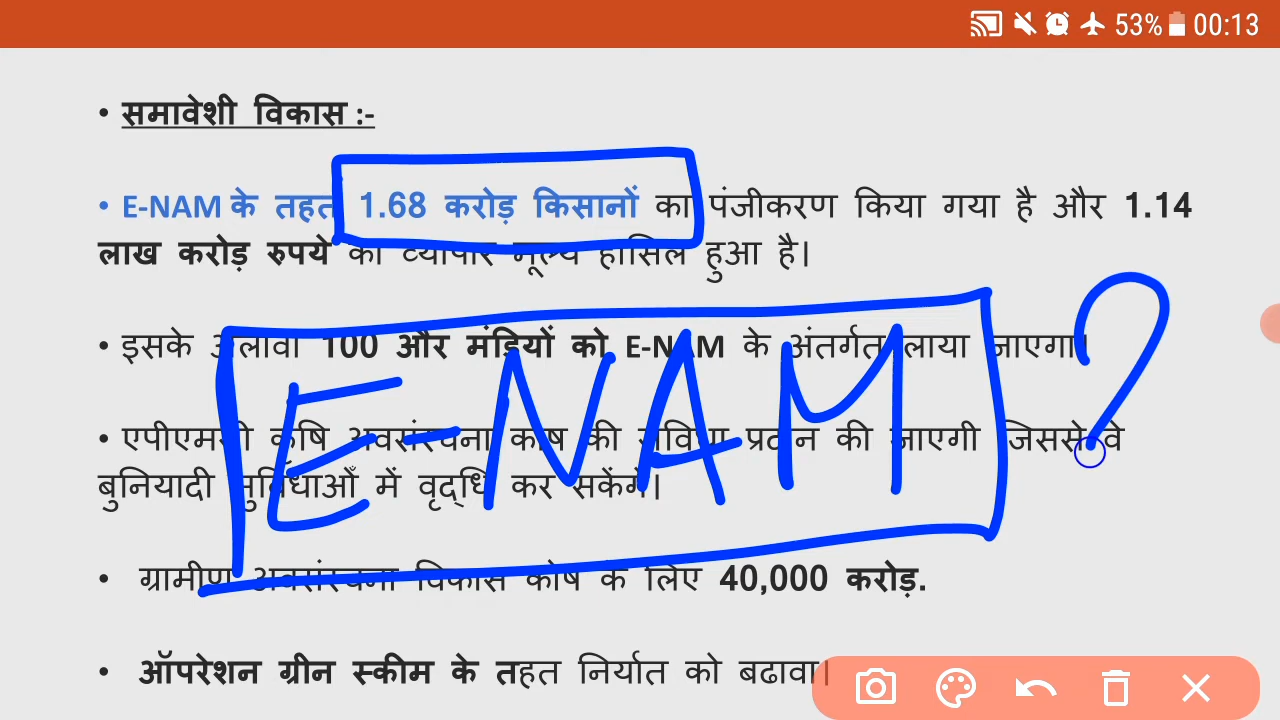 53% 00:13
• समावेशी विकास :-
• E-NAM के तहत 1.68 करोड़ किसानों का पंजीकरण किया गया है और 1.14
लाख करोड़ रुपये का व्यापार मूल्य हासिल हुआ है।
• इसके अलावा 100 और मंडियों को E-NAM के अंतर्गत लाया जाएगा।
E-NAM ?
• एपीएमसी कृषि अवसंरचना कोष की सुविधा प्रदान की जाएगी जिससे वे
बुनियादी सुविधाओं में वृद्धि कर सकेंगे।
• ग्रामीण अवसंरचना विकास कोष के लिए 40,000 करोड़.
• ऑपरेशन ग्रीन स्कीम के तहत निर्यात को बढावा।